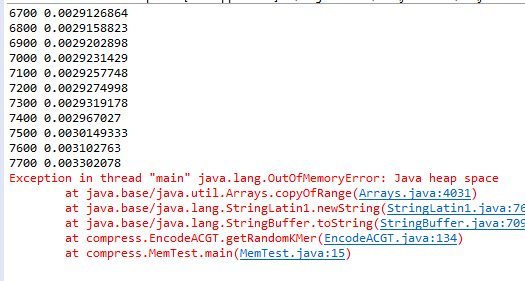 6700 0.0029126864
6800 0.0029158823
6900 0.0029202898
7000 0.0029231429
7100 0.0029257748
7200 0.0029274998
7300 0.0029319178
7400 0.002967027
7500 0.0030149333
7600 0.003102763
7700 0.003302078
Exception in thread "main" java.lang.OutOfMemoryError: Java heap space
at java.base/java.util.Arrays.copyOfRange(Arrays.java:4031)
at java.base/java.lang.StringLatin1.newString(StringLatin1.java:76
at java.base/java.lang.StringBuffer.toString(StringBuffer.java:709
at compress.EncodeACGT.getRandomKMer(EncodeACGT.java:134)
at compress.MemTest.main(MemTest.java:15)